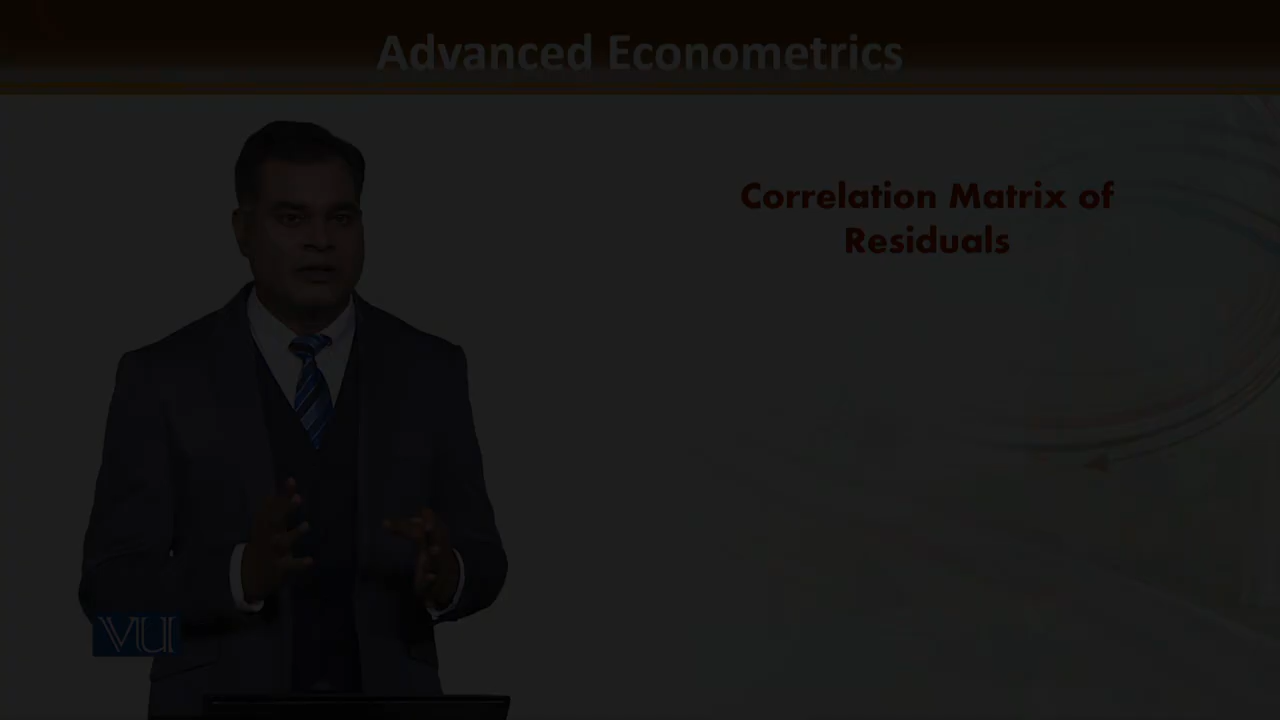 Advanced Econometrics
Correlation Matrix of
Residuals
VU